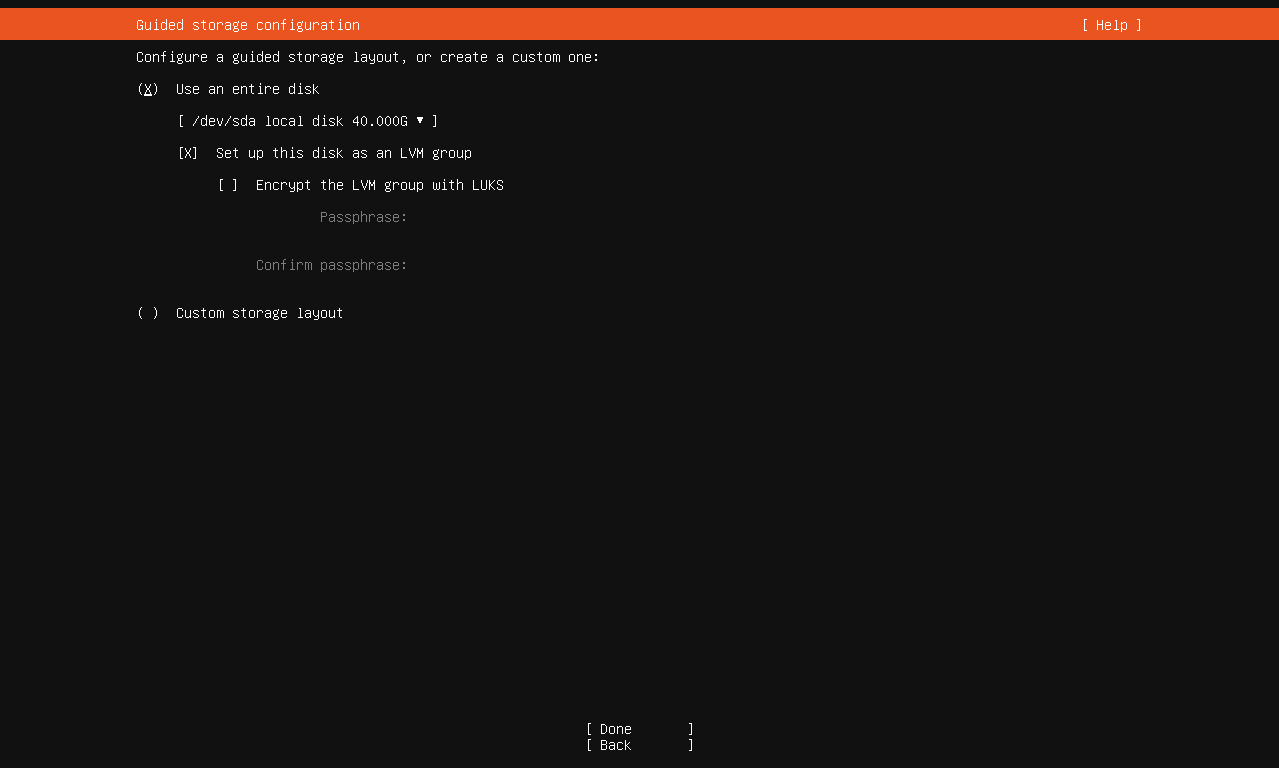 Guided storage configuration [ Help ]
Configure a guided storage layout, or create a custom one:
(X) Use an entire disk
[ /dev/sda local disk 40.000G ▾ ]
[X] Set up this disk as an LVM group
[ ] Encrypt the LVM group with LUKS
Passphrase:
Confirm passphrase:
( ) Custom storage layout
[ Done ]
[ Back ]